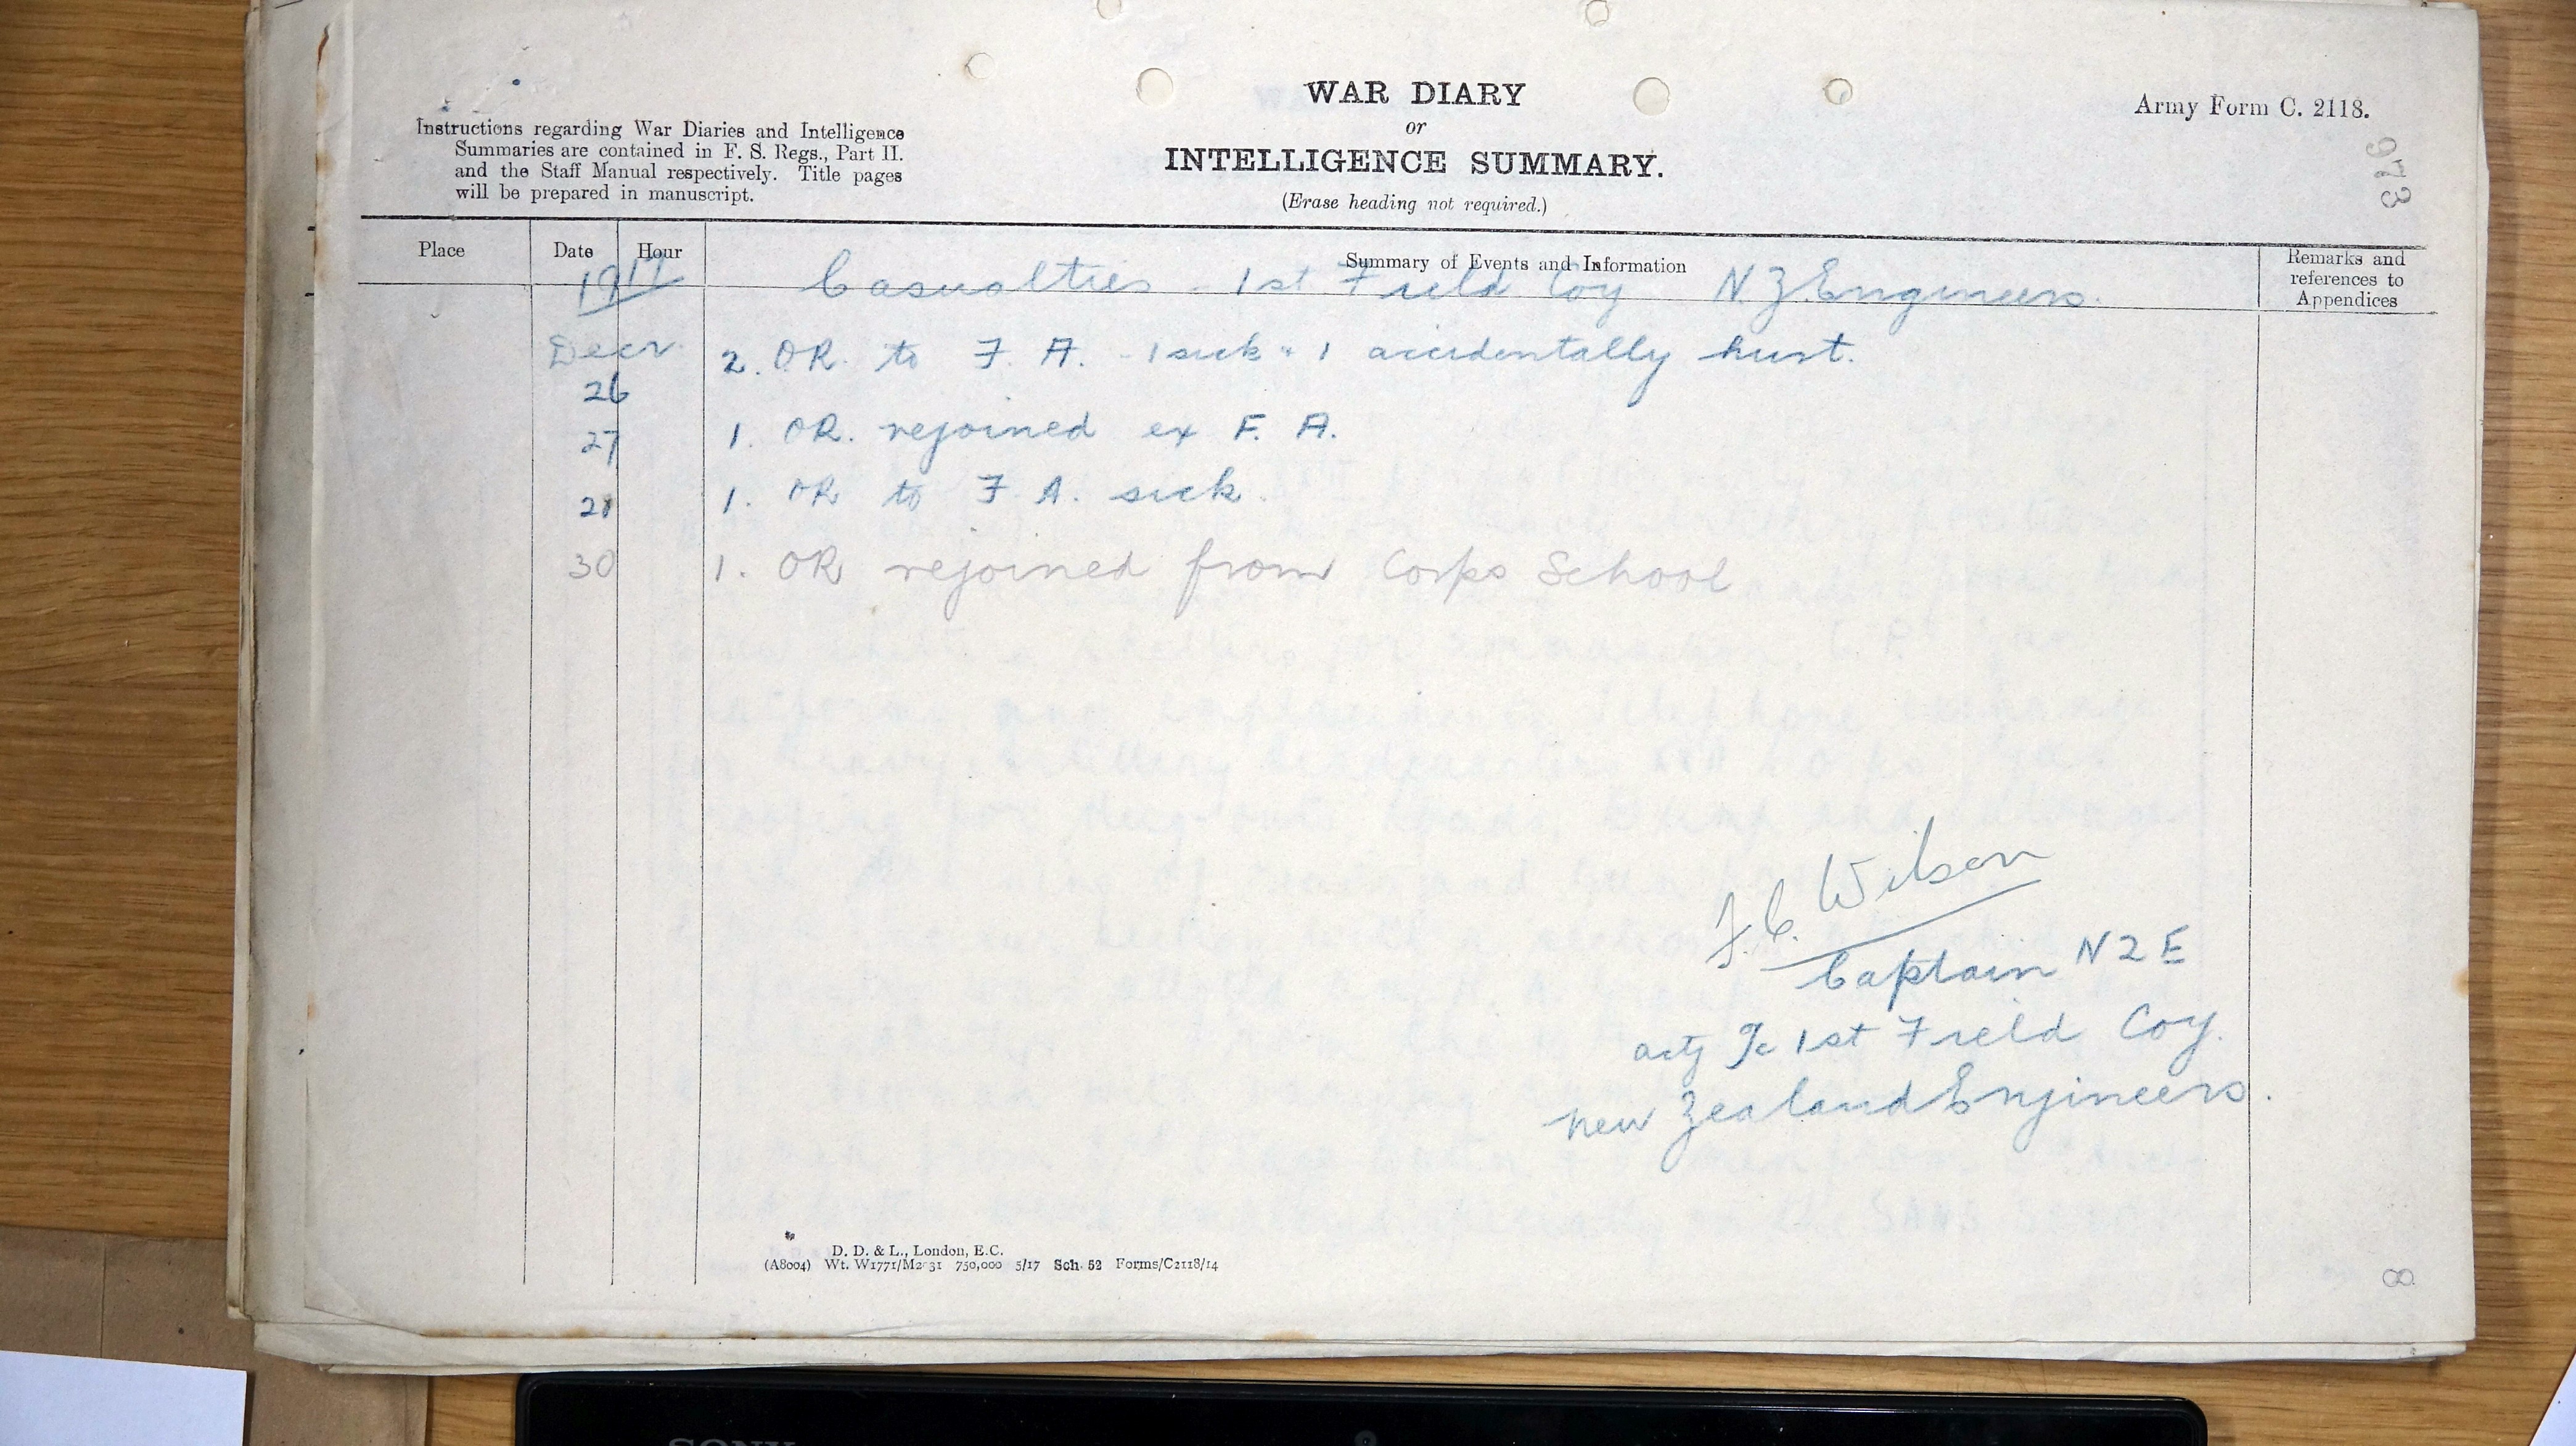 WAR DIARY
or
INTELLIGENCE SUMMARY.
(Erase heading not required.)
Army Form C. 2118.
973
Instructions regarding War Diaries and Intelligence
Summaries are contained in F. S. Regs., Part II.
and the Staff Manual respectively. Title pages
will be prepared in manuscript.
Place Date Hour Summary of Events and Information Remarks and
references to
Appendices
1917 Casualties - 1st Field Coy N.Z. Engineers.
Decr. 2. OR. to F. A. - 1 sick + 1 accidentally hurt.
26
27 1. OR. rejoined ex F. A.
28 1. OR to F A. sick.
30 1. OR rejoined from Corps School
F. C. Wilson
Captain NZE
actg 1st Field Coy.
New Zealand Engineers.
D. D. & L., London, E.C.
(A8004) Wt. W1771/M2031 750,000 5/17 Sch. 52 Forms/C2118/14
8
SONY